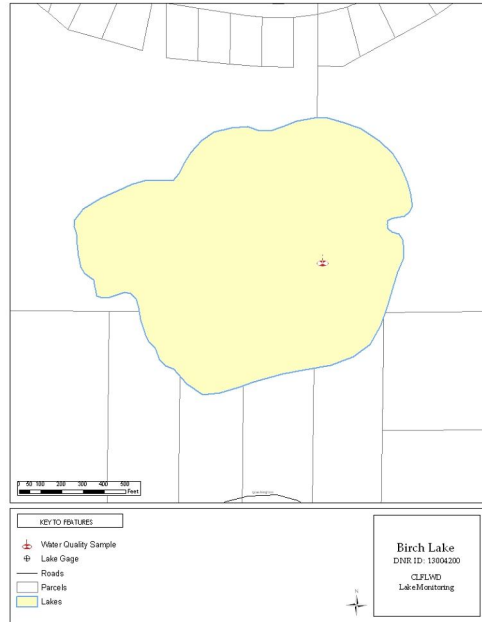 0 50 100 200 300 400 500
Feet
KEY TO FEATURES
Water Quality Sample
Lake Gage
Roads
Parcels
Lakes
N
Birch Lake
DNR ID: 13004200
CLFLWD
Lake Monitoring